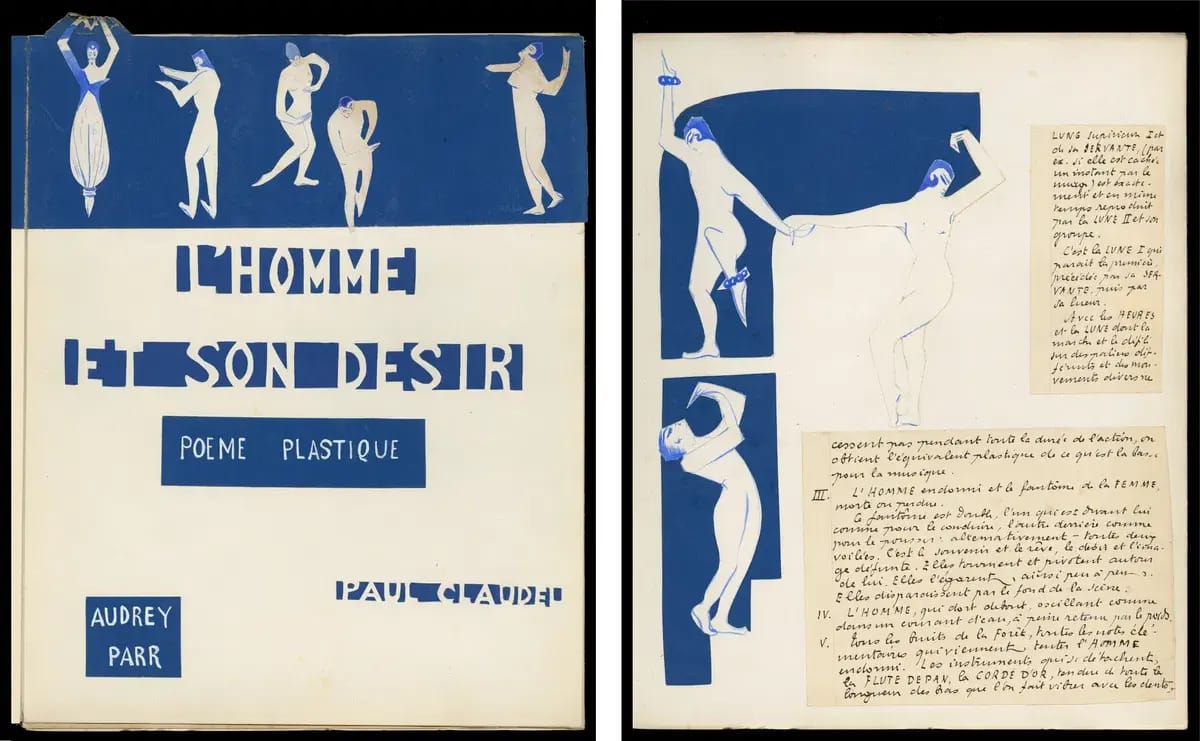 L'HOMME
ET SON DESIR
POEME PLASTIQUE
PAUL CLAUDEL
AUDREY
PARR
LUNE supérieure I et
de sa SERVANTE, (par
ex. si elle est cachée
un instant par le
nuage) est exacte-
ment et en même
temps reproduit
par la LUNE II et son
groupe.
C'est la LUNE I qui
parait la première,
précédée par sa SER-
VANTE, puis par
sa lueur.
Avec les HEURES
et la LUNE dont la
marche et le défilé
sur des paliers dif-
férents et des mou-
vements divers ne
cessent pas pendant toute la durée de l'action, on
obtient l'équivalent plastique de ce qu'est la basse
pour la musique.
III. L'HOMME endormi et le fantôme de la FEMME,
morte ou perdue.
Ce fantôme est double, l'un qui est devant lui
comme pour le conduire, l'autre derrière comme
pour le pousser: alternativement - toutes deux
voilées. C'est le souvenir et le rêve, le désir et l'ima-
ge défunte. Elles tournent et pivotent autour
de lui. Elles l'égarent, ainsi peu à peu.
Elles disparaissent par le fond de la scène.
IV. L'HOMME, qui dort debout, oscillant comme
dans un courant d'eau, à peine retenu par le poids.
V. Tous les bruits de la Forêt, toutes les notes élé-
mentaires qui viennent tenter l'HOMME
endormi. Les instruments qui se détachent,
la FLUTE DE PAN, la CORDE D'OR, tendue de toute la
longueur des bras que l'on fait vibrer avec les dents,